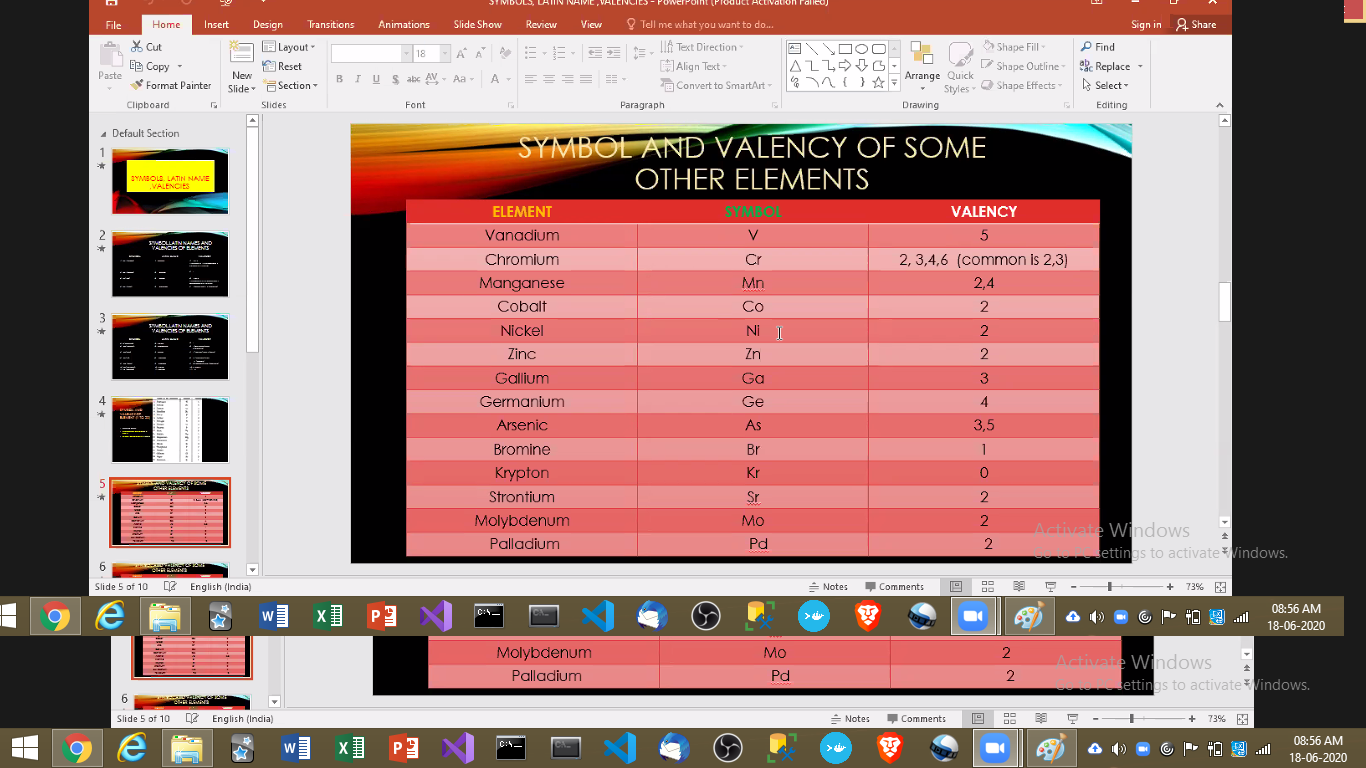 SYMBOLS, LATIN NAME ,VALENCIES - PowerPoint (Product Activation Failed)
File Home Insert Design Transitions Animations Slide Show Review View Tell me what you want to do... Sign in Share
Paste Cut Copy Format Painter
Clipboard
New Slide Layout Reset Section
Slides
18
B I U S abc AV Aa A
Font
Text Direction Align Text Convert to SmartArt
Paragraph
Arrange Quick Styles Shape Fill Shape Outline Shape Effects
Drawing
Find Replace Select
Editing
Default Section
1
SYMBOLS, LATIN NAME
,VALENCIES
2
SYMBOL,LATIN NAMES AND
VALENCIES OF ELEMENTS
3
SYMBOL,LATIN NAMES AND
VALENCIES OF ELEMENTS
4
5
SYMBOL AND VALENCY OF SOME
OTHER ELEMENTS
6
SYMBOL AND VALENCY OF SOME
OTHER ELEMENTS
SYMBOL AND VALENCY OF SOME
OTHER ELEMENTS
ELEMENT SYMBOL VALENCY
Vanadium V 5
Chromium Cr 2, 3,4,6 (common is 2,3)
Manganese Mn 2,4
Cobalt Co 2
Nickel Ni 2
Zinc Zn 2
Gallium Ga 3
Germanium Ge 4
Arsenic As 3,5
Bromine Br 1
Krypton Kr 0
Strontium Sr 2
Molybdenum Mo 2
Palladium Pd 2
Activate Windows
Go to PC settings to activate Windows.
Slide 5 of 10 English (India) Notes Comments 73%
08:56 AM
18-06-2020
Molybdenum Mo 2
Palladium Pd 2
Activate Windows
Go to PC settings to activate Windows.
6
SYMBOL AND VALENCY OF SOME
OTHER ELEMENTS
Slide 5 of 10 English (India) Notes Comments 73%
08:56 AM
18-06-2020